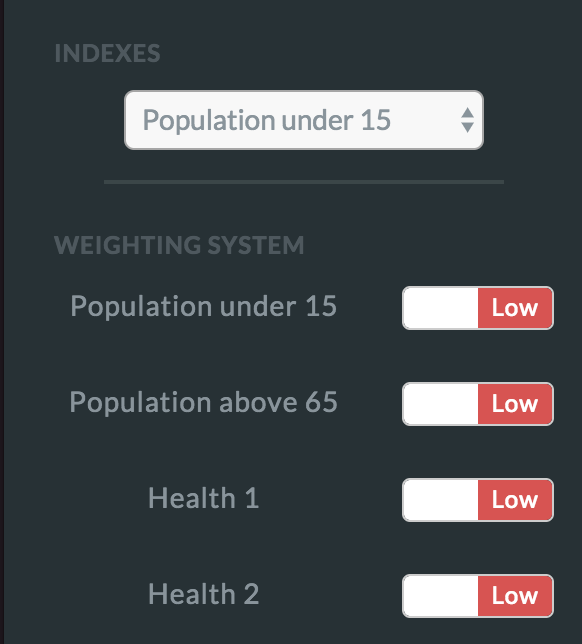 INDEXES
Population under 15
WEIGHTING SYSTEM
Population under 15 Low
Population above 65 Low
Health 1 Low
Health 2 Low